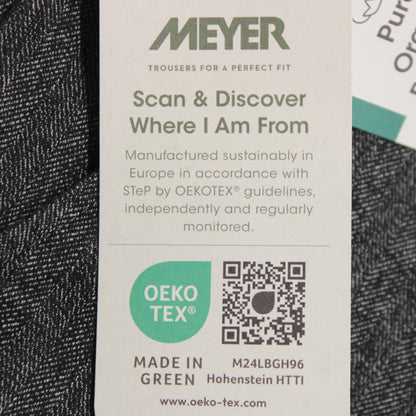 MEYER
TROUSERS FOR A PERFECT FIT
Scan & Discover
Where I Am From
Manufactured sustainably in
Europe in accordance with
STeP by OEKOTEX® guidelines,
independently and regularly
monitored.
OEKO
TEX®
MADE IN
GREEN
M24LBGH96
Hohenstein HTTI
www.oeko-tex.com